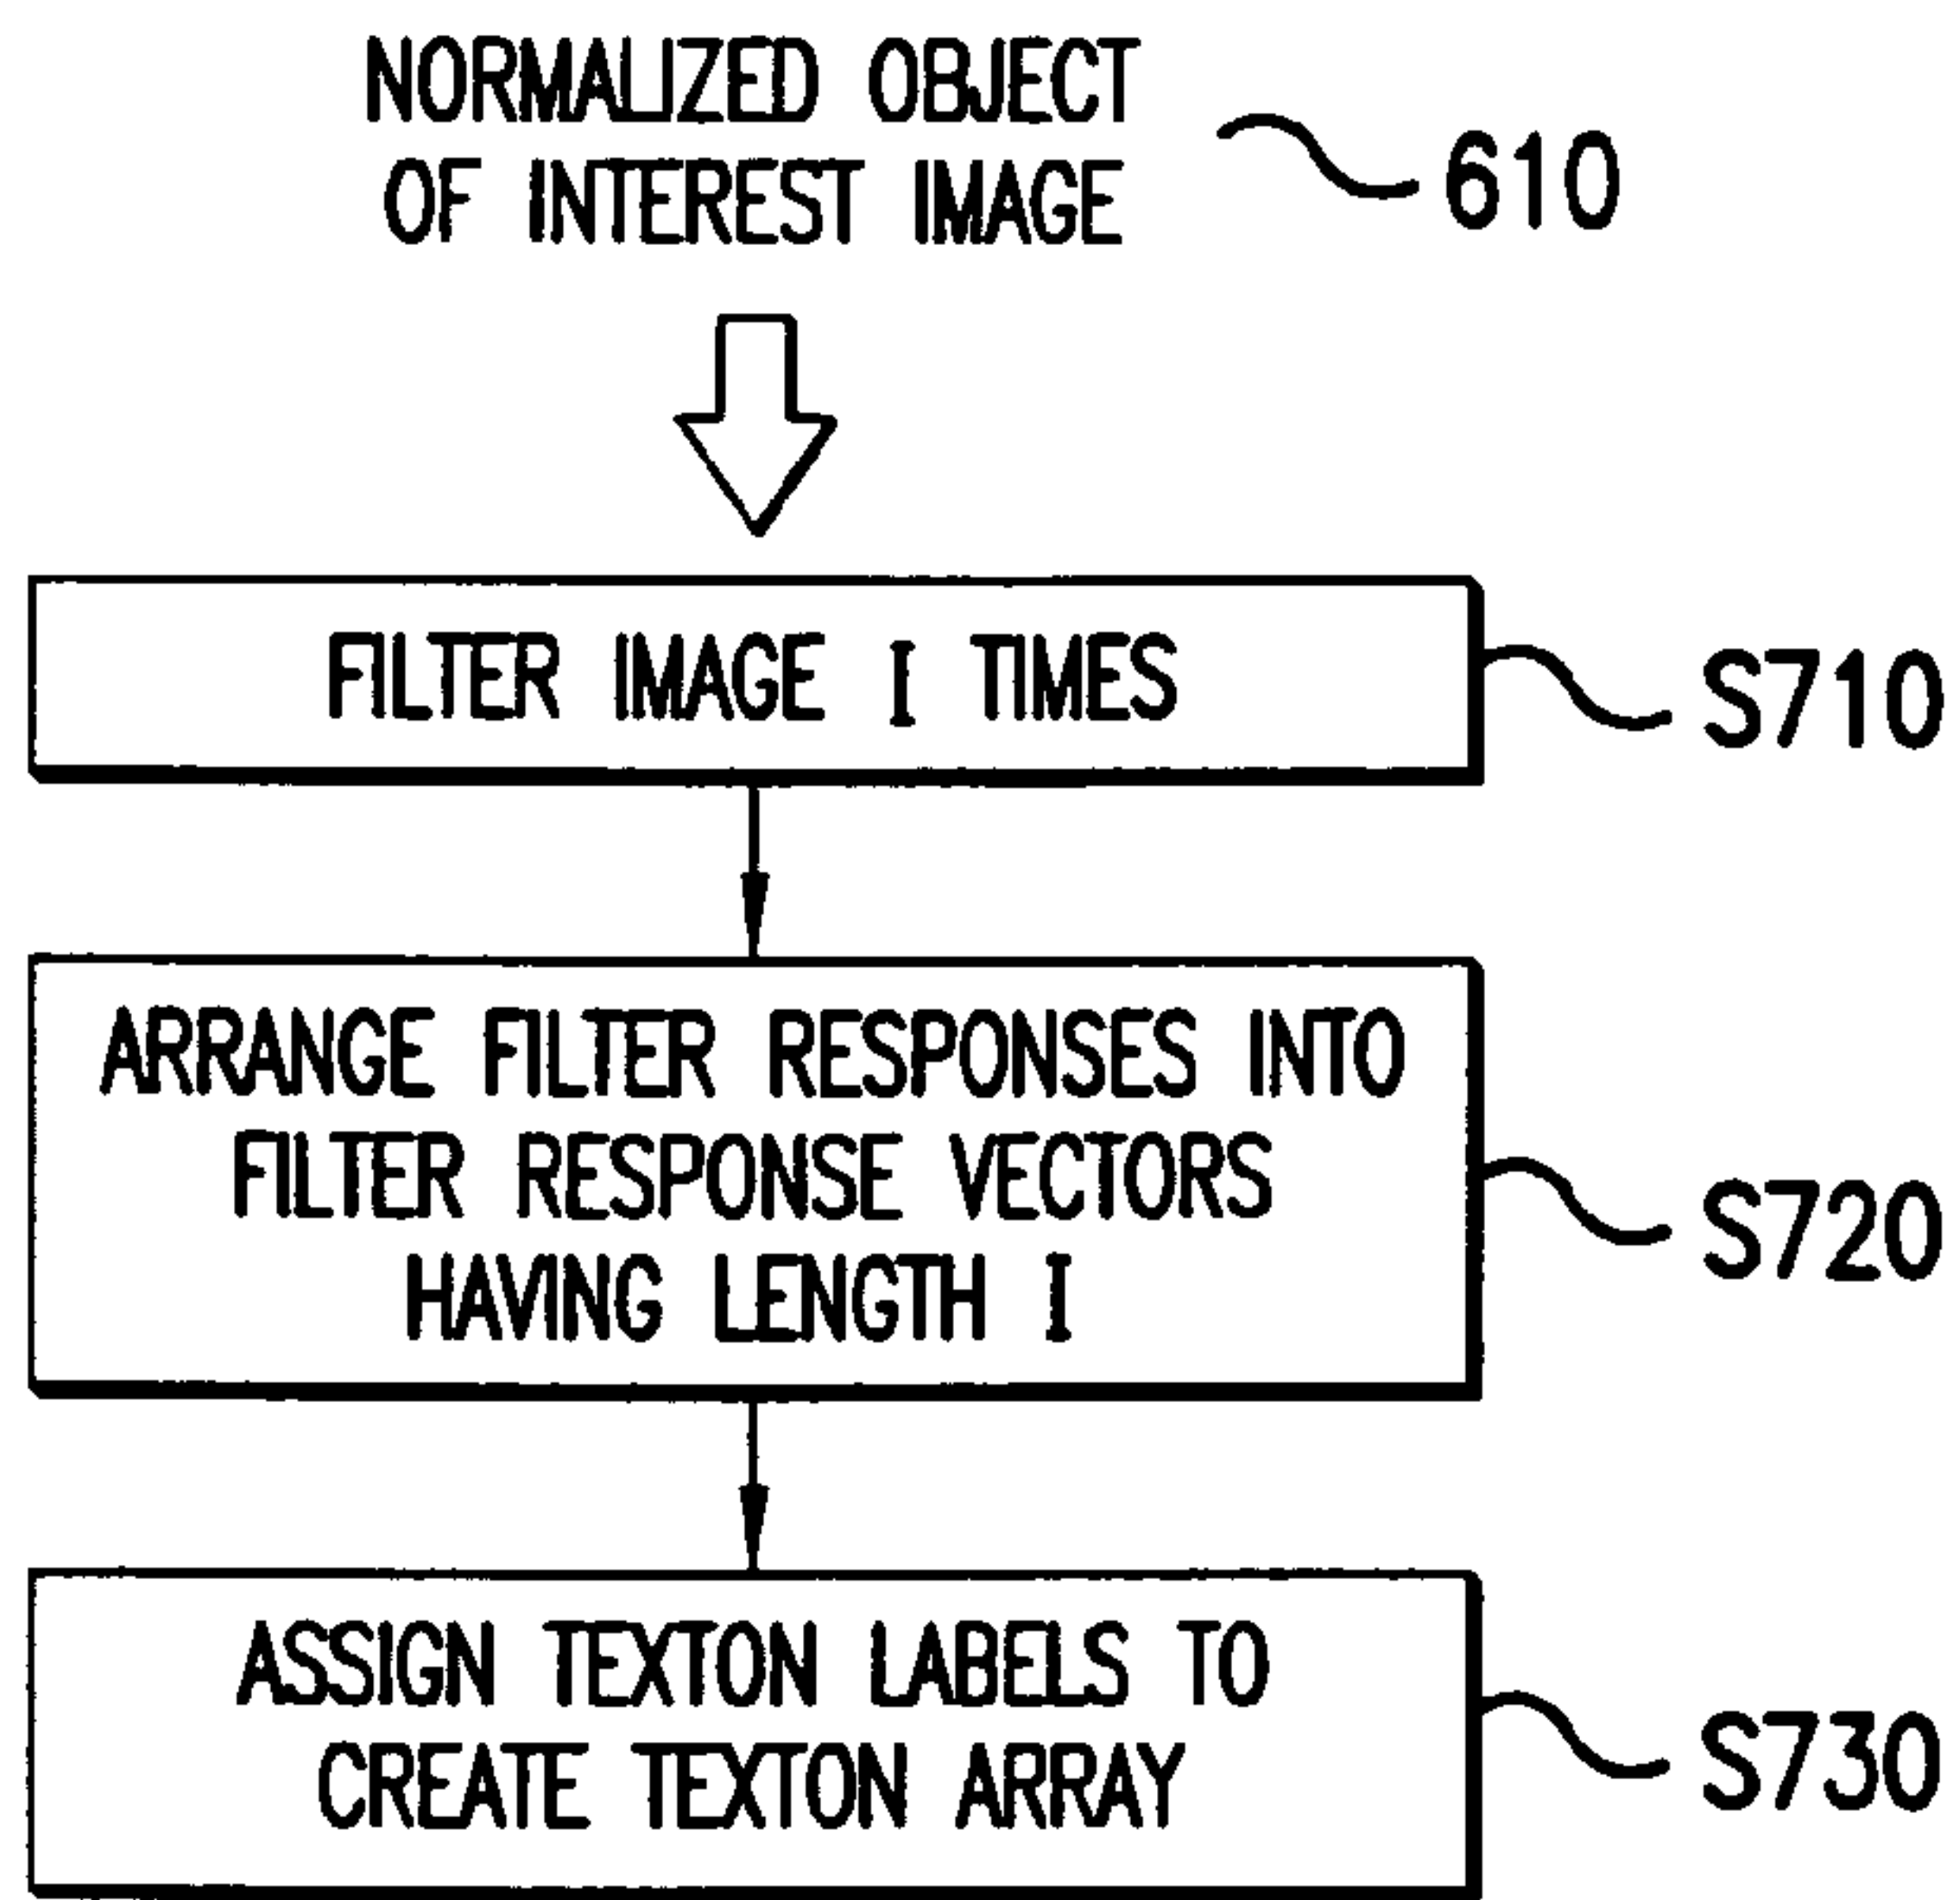 NORMALIZED OBJECT
OF INTEREST IMAGE
610
FILTER IMAGE I TIMES
S710
ARRANGE FILTER RESPONSES INTO
FILTER RESPONSE VECTORS
HAVING LENGTH I
S720
ASSIGN TEXTON LABELS TO
CREATE TEXTON ARRAY
S730